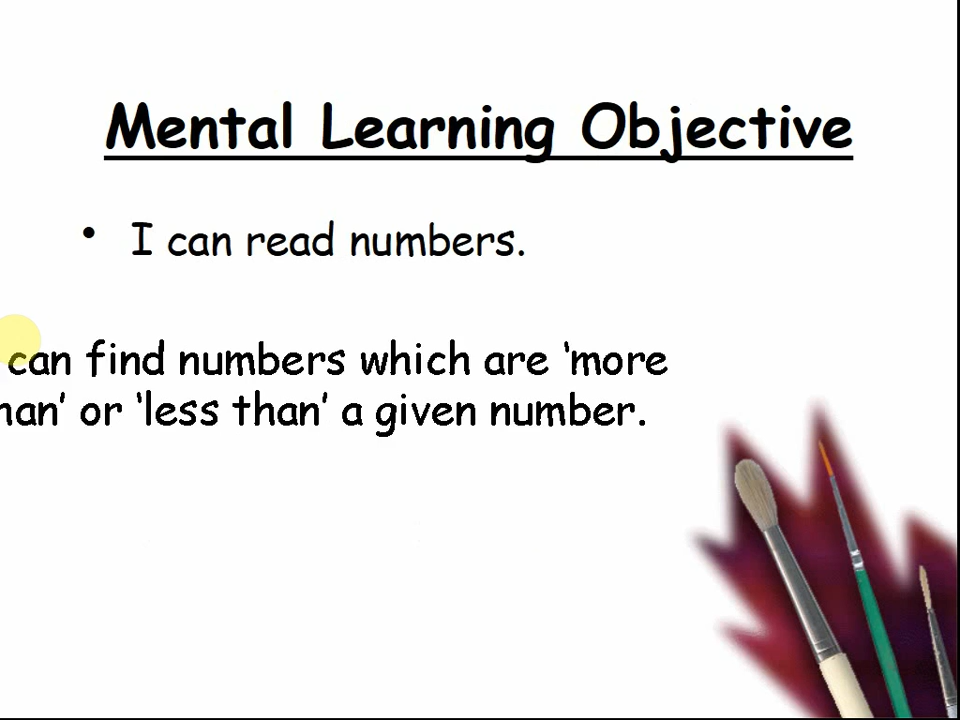 Mental Learning Objective
• I can read numbers.
can find numbers which are ‘more
han’ or ‘less than’ a given number.